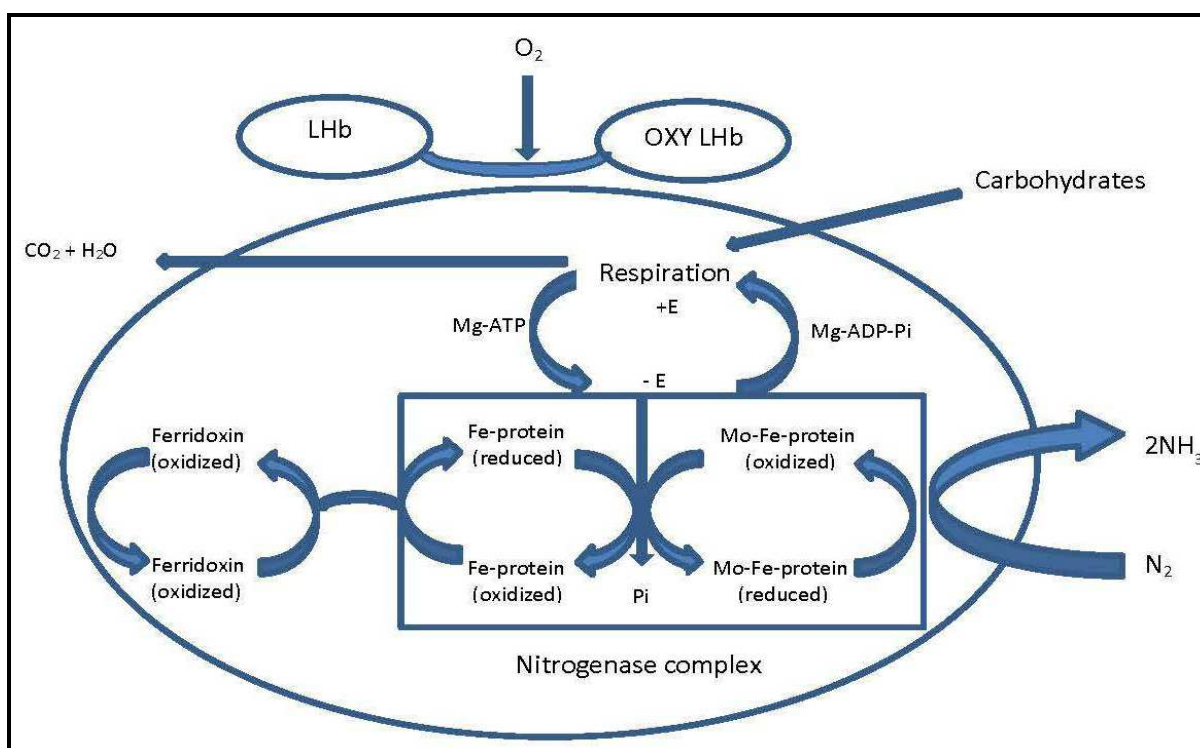 O₂
LHb
OXY LHb
Carbohydrates
CO₂ + H₂O
Respiration
+E
Mg-ATP
Mg-ADP-Pi
- E
Ferridoxin
(oxidized)
Fe-protein
(reduced)
Mo-Fe-protein
(oxidized)
2NH₃
Ferridoxin
(oxidized)
Fe-protein
(oxidized)
Pi
Mo-Fe-protein
(reduced)
N₂
Nitrogenase complex